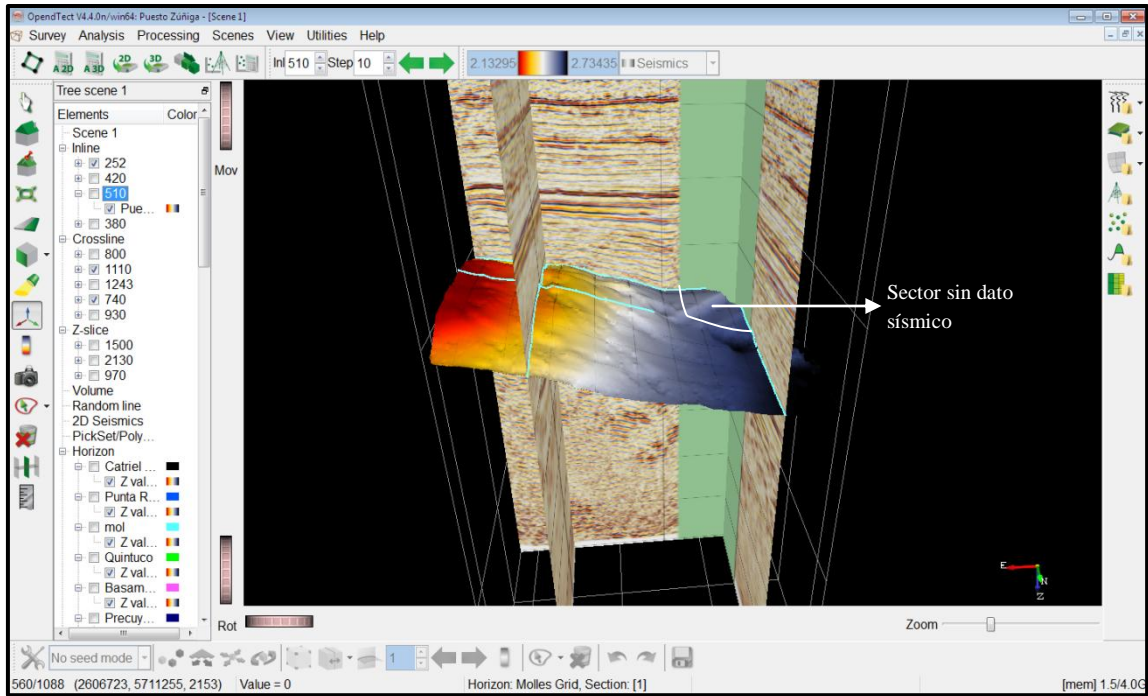 OpendTect V4.4.0n/win64: Puesto Zúñiga - [Scene 1]
Survey Analysis Processing Scenes View Utilities Help
A 2D A 3D 2D 3D Inl 510 Step 10 2.13295 2.73435 Seismics
Tree scene 1
Elements Color
Scene 1
Inline
252
420
510
Pue...
380
Crossline
800
1110
1243
740
930
Z-slice
1500
2130
970
Volume
Random line
2D Seismics
PickSet/Poly...
Horizon
Catriel ...
Z val...
Punta R...
Z val...
mol
Z val...
Quintuco
Z val...
Basam...
Z val...
Precuy...
Mov
Rot
Sector sin dato
sísmico
E
N
Z
Zoom
No seed mode 1
560/1088 (2606723, 5711255, 2153) Value = 0 Horizon: Molles Grid, Section: [1] [mem] 1.5/4.0G